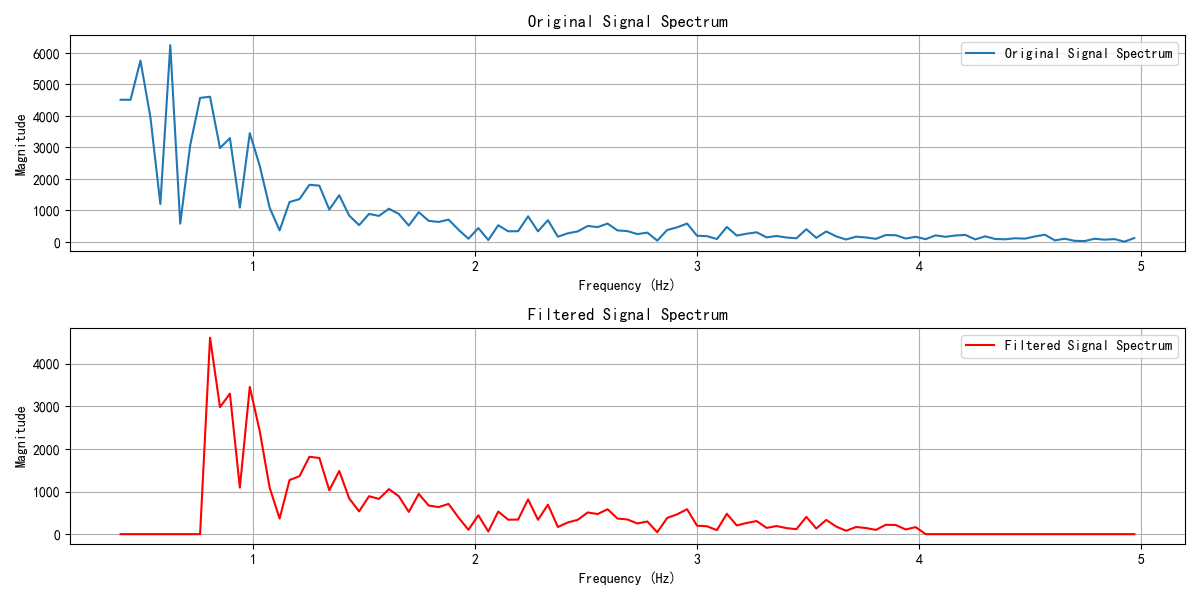 Original Signal Spectrum
Original Signal Spectrum
6000
5000
4000
3000
2000
1000
0
Magnitude
1 2 3 4 5
Frequency (Hz)
Filtered Signal Spectrum
Filtered Signal Spectrum
4000
3000
2000
1000
0
Magnitude
1 2 3 4 5
Frequency (Hz)